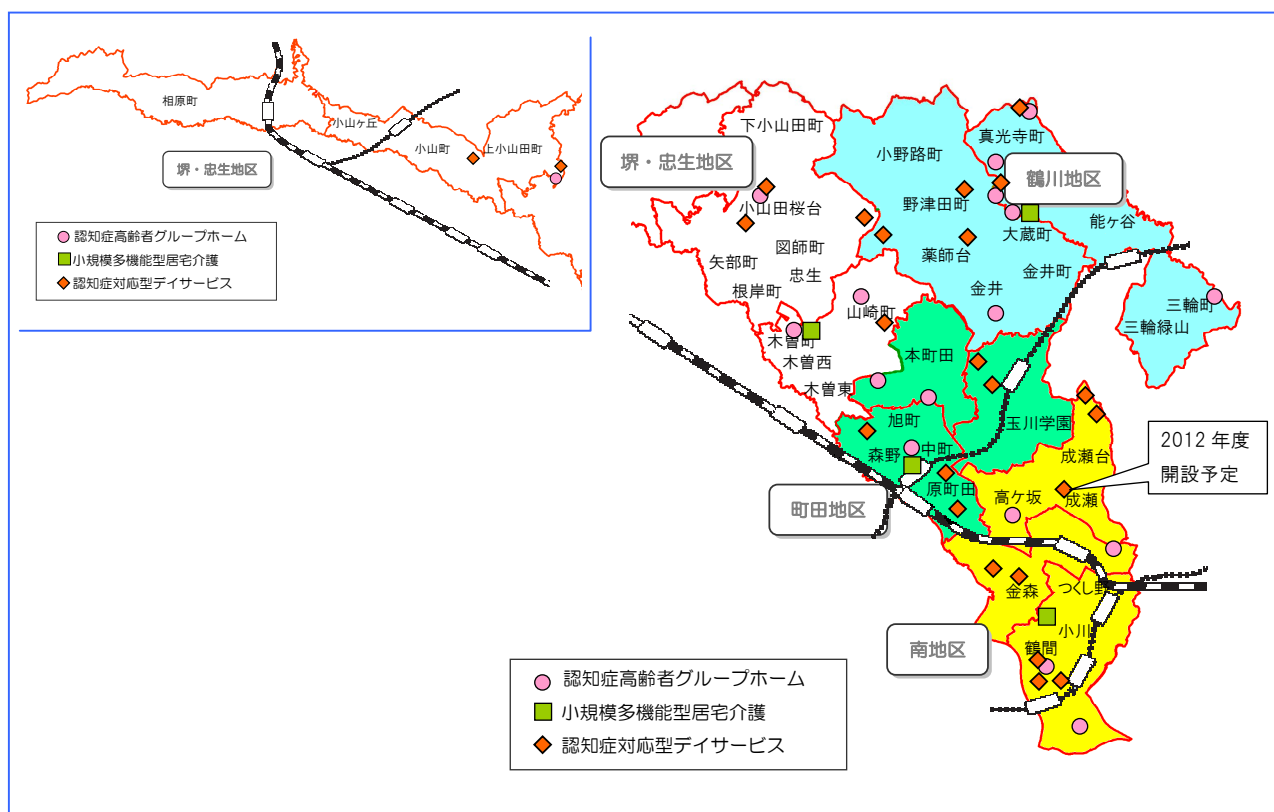 相原町
小山ヶ丘
小山町
上小山田町
堺・忠生地区
認知症高齢者グループホーム
小規模多機能型居宅介護
認知症対応型デイサービス
下小山田町
真光寺町
小野路町
堺・忠生地区
鶴川地区
小山田桜台
野津田町
能ヶ谷
大蔵町
図師町
薬師台
矢部町
忠生
金井町
根岸町
金井
三輪町
山崎町
三輪緑山
木曽町
本町田
木曽西
木曽東
旭町
玉川学園
森野
中町
成瀬台
2012 年度
開設予定
原町田
高ケ坂
成瀬
町田地区
金森
つくし野
小川
南地区
鶴間
認知症高齢者グループホーム
小規模多機能型居宅介護
認知症対応型デイサービス